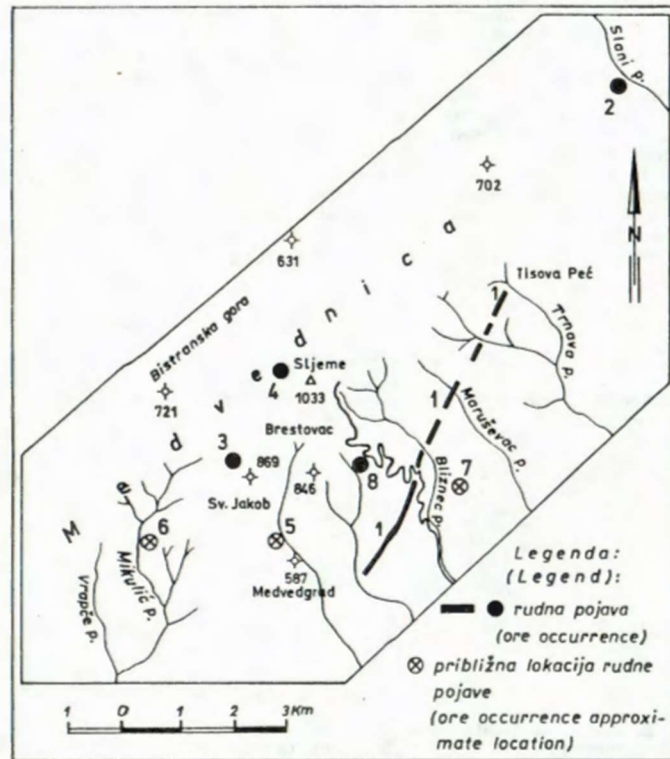 Slani p.
2
702
N
631
Tisova Peć
1
Trnava p.
Bistranska gora
Medvednica
Sljeme
4
1033
721
1
Maruševac p.
Brestovac
3
869
846
8
7
Bliznec p.
Sv. Jakob
6
5
1
Mikulić p.
Vrapče p.
587
Medvedgrad
Legenda:
(Legend):
rudna pojava
(ore occurrence)
približna lokacija rudne
pojave
(ore occurrence approxi-
mate location)
1 0 1 2 3Km